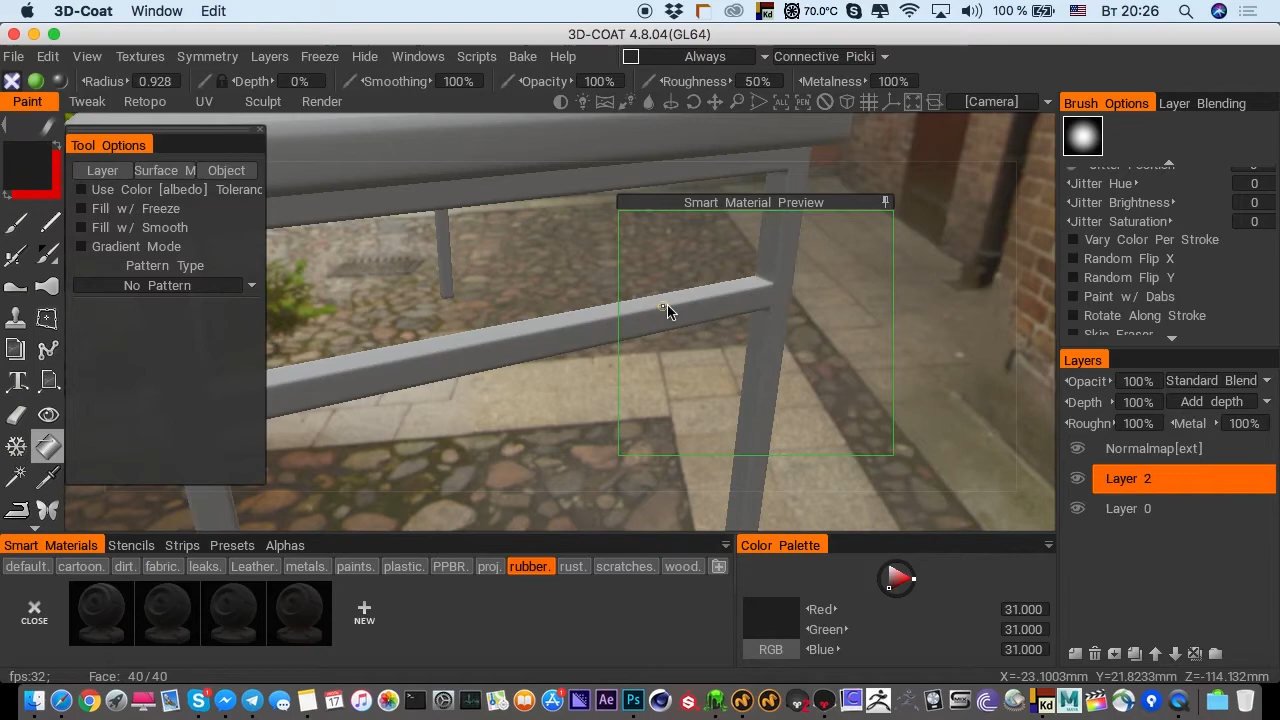 3D-Coat Window Edit 70.0°C 100 % Вт 20:26
3D-COAT 4.8.04(GL64)
File Edit View Textures Symmetry Layers Freeze Hide Windows Scripts Bake Help Always Connective Picki
Radius 0.928 Depth 0% Smoothing 100% Opacity 100% Roughness 50% Metalness 100%
Paint Tweak Retopo UV Sculpt Render ALL PEN [Camera] Brush Options Layer Blending
Tool Options
Layer Surface M Object
Use Color [albedo] Toleranc
Fill w/ Freeze
Fill w/ Smooth
Gradient Mode
Pattern Type
No Pattern
Smart Material Preview
Jitter Hue 0
Jitter Brightness 0
Jitter Saturation 0
Vary Color Per Stroke
Random Flip X
Random Flip Y
Paint w/ Dabs
Rotate Along Stroke
Layers
Opacit 100% Standard Blend
Depth 100% Add depth
Roughn 100% Metal 100%
Normalmap[ext]
Layer 2
Layer 0
Smart Materials Stencils Strips Presets Alphas
default. cartoon. dirt. fabric. leaks. Leather. metals. paints. plastic. PPBR. proj. rubber. rust. scratches. wood.
CLOSE
NEW
Color Palette
Red 31.000
Green 31.000
Blue 31.000
RGB
fps:32; Face: 40/40 X=-23.1003mm Y=21.8233mm Z=-114.132mm